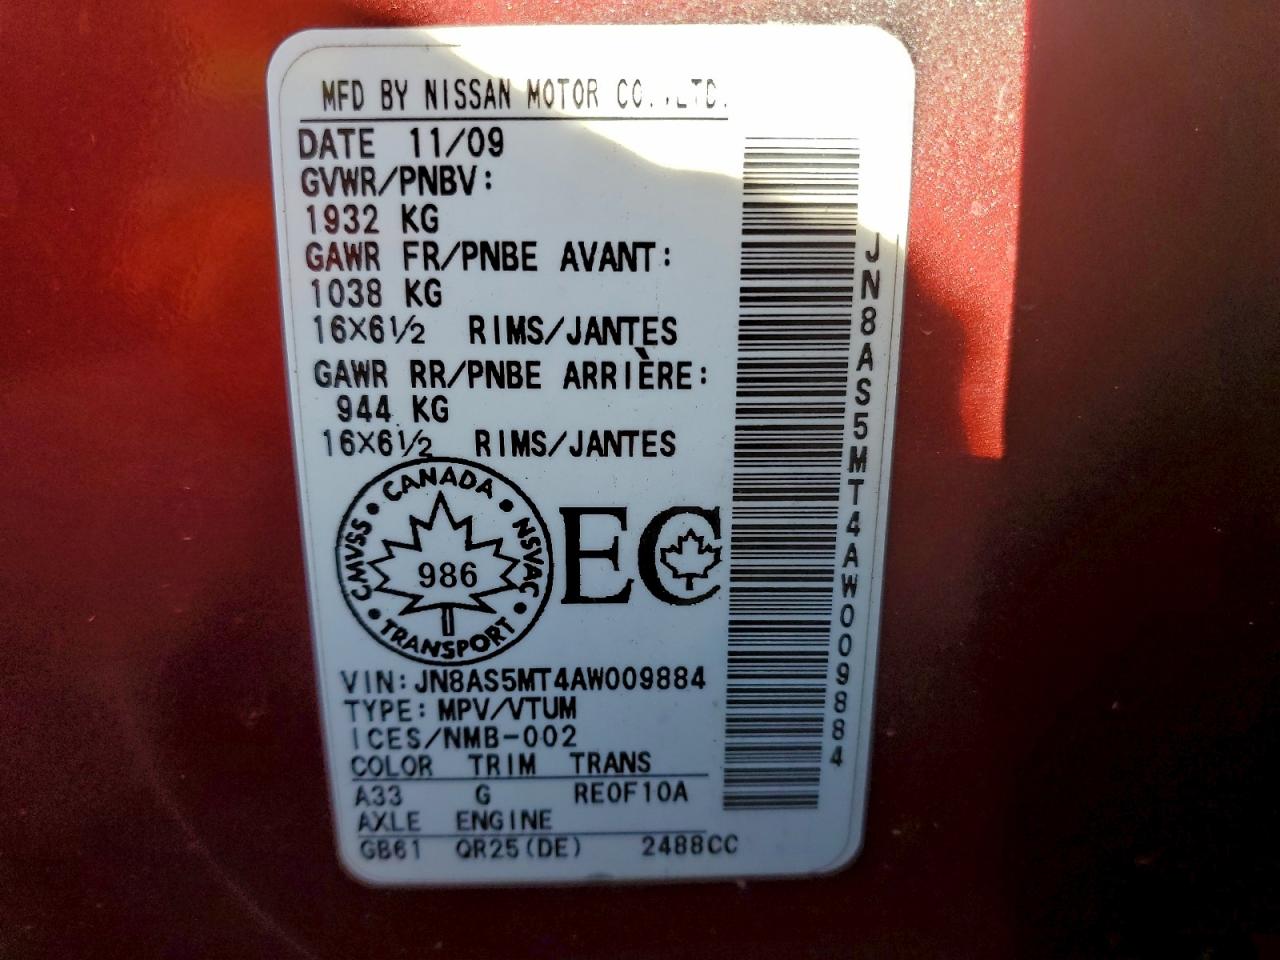 MFD BY NISSAN MOTOR CO.,LTD.
DATE 11/09
GVWR/PNBV:
1932 KG
GAWR FR/PNBE AVANT:
1038 KG
16×6½ RIMS/JANTES
GAWR RR/PNBE ARRIÈRE:
944 KG
16×6½ RIMS/JANTES
CANADA
CMVSS
NSVAC
986
TRANSPORT
EC
VIN:JN8AS5MT4AW009884
TYPE:MPV/VTUM
ICES/NMB-002
COLOR TRIM TRANS
A33 G RE0F10A
AXLE ENGINE
GB61 QR25(DE) 2488CC
JN8AS5MT4AW009884